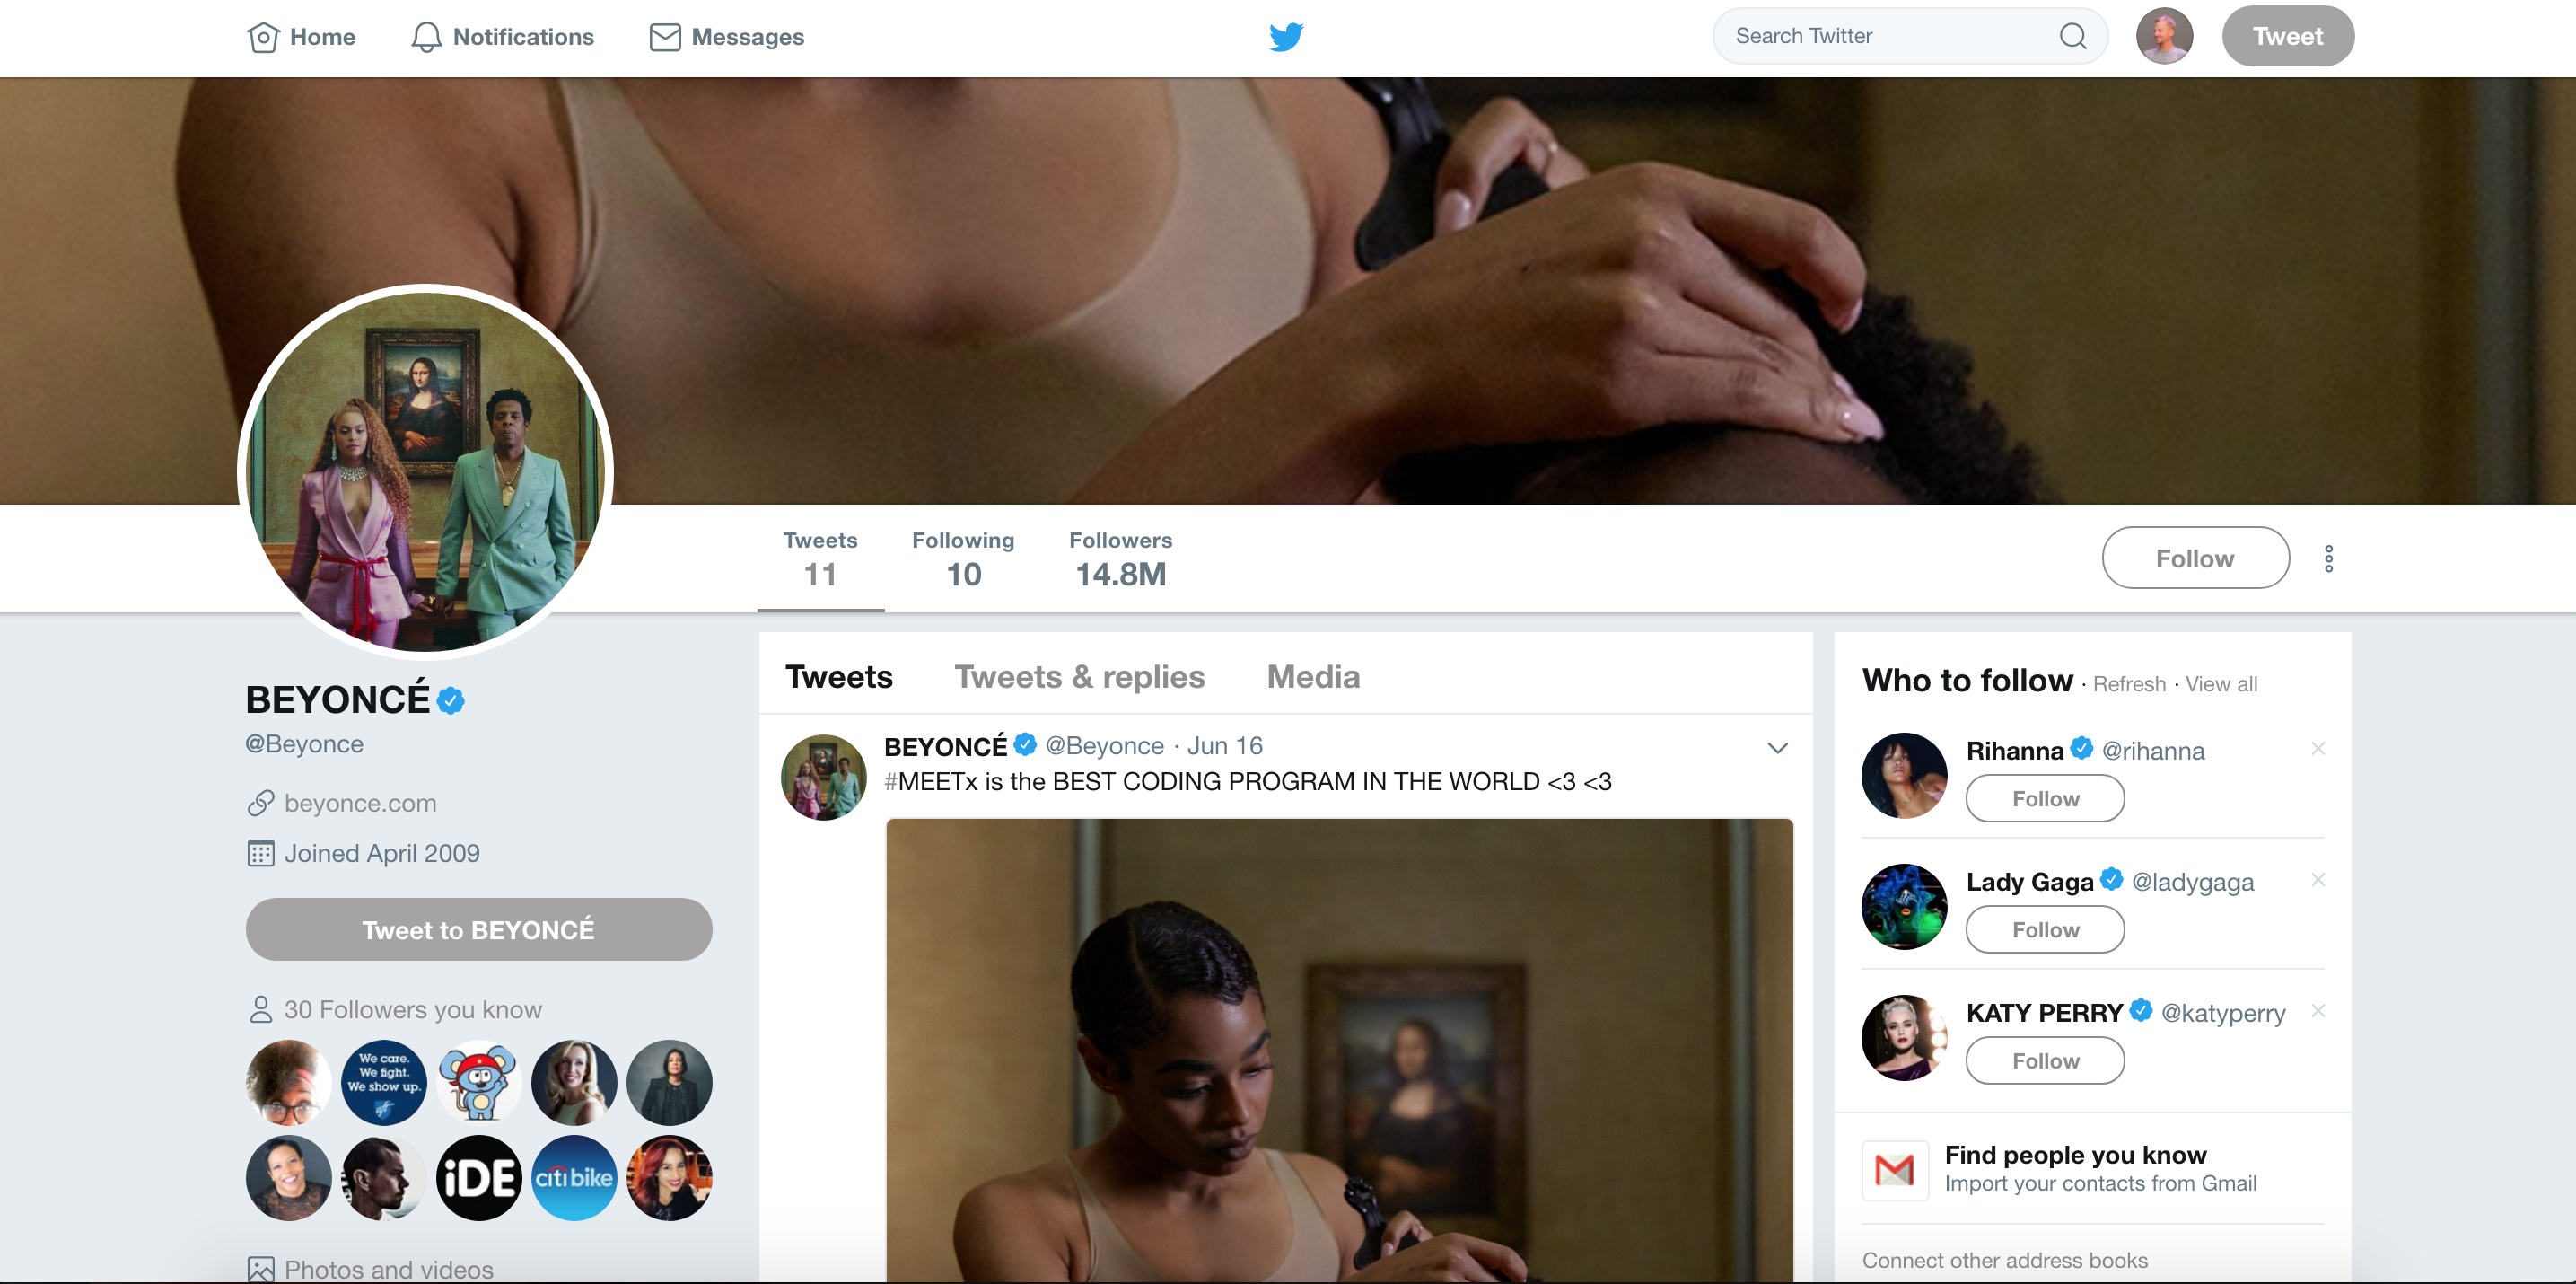 Home
Notifications
Messages
Search Twitter
Tweet
Tweets
11
Following
10
Followers
14.8M
Follow
BEYONCÉ
@Beyonce
beyonce.com
Joined April 2009
Tweet to BEYONCÉ
30 Followers you know
We care.
We fight.
We show up.
aft
iDE
citi bike
Photos and videos
Tweets
Tweets & replies
Media
BEYONCÉ @Beyonce · Jun 16
#MEETx is the BEST CODING PROGRAM IN THE WORLD <3 <3
Who to follow · Refresh · View all
Rihanna @rihanna
Follow
Lady Gaga @ladygaga
Follow
KATY PERRY @katyperry
Follow
Find people you know
Import your contacts from Gmail
Connect other address books